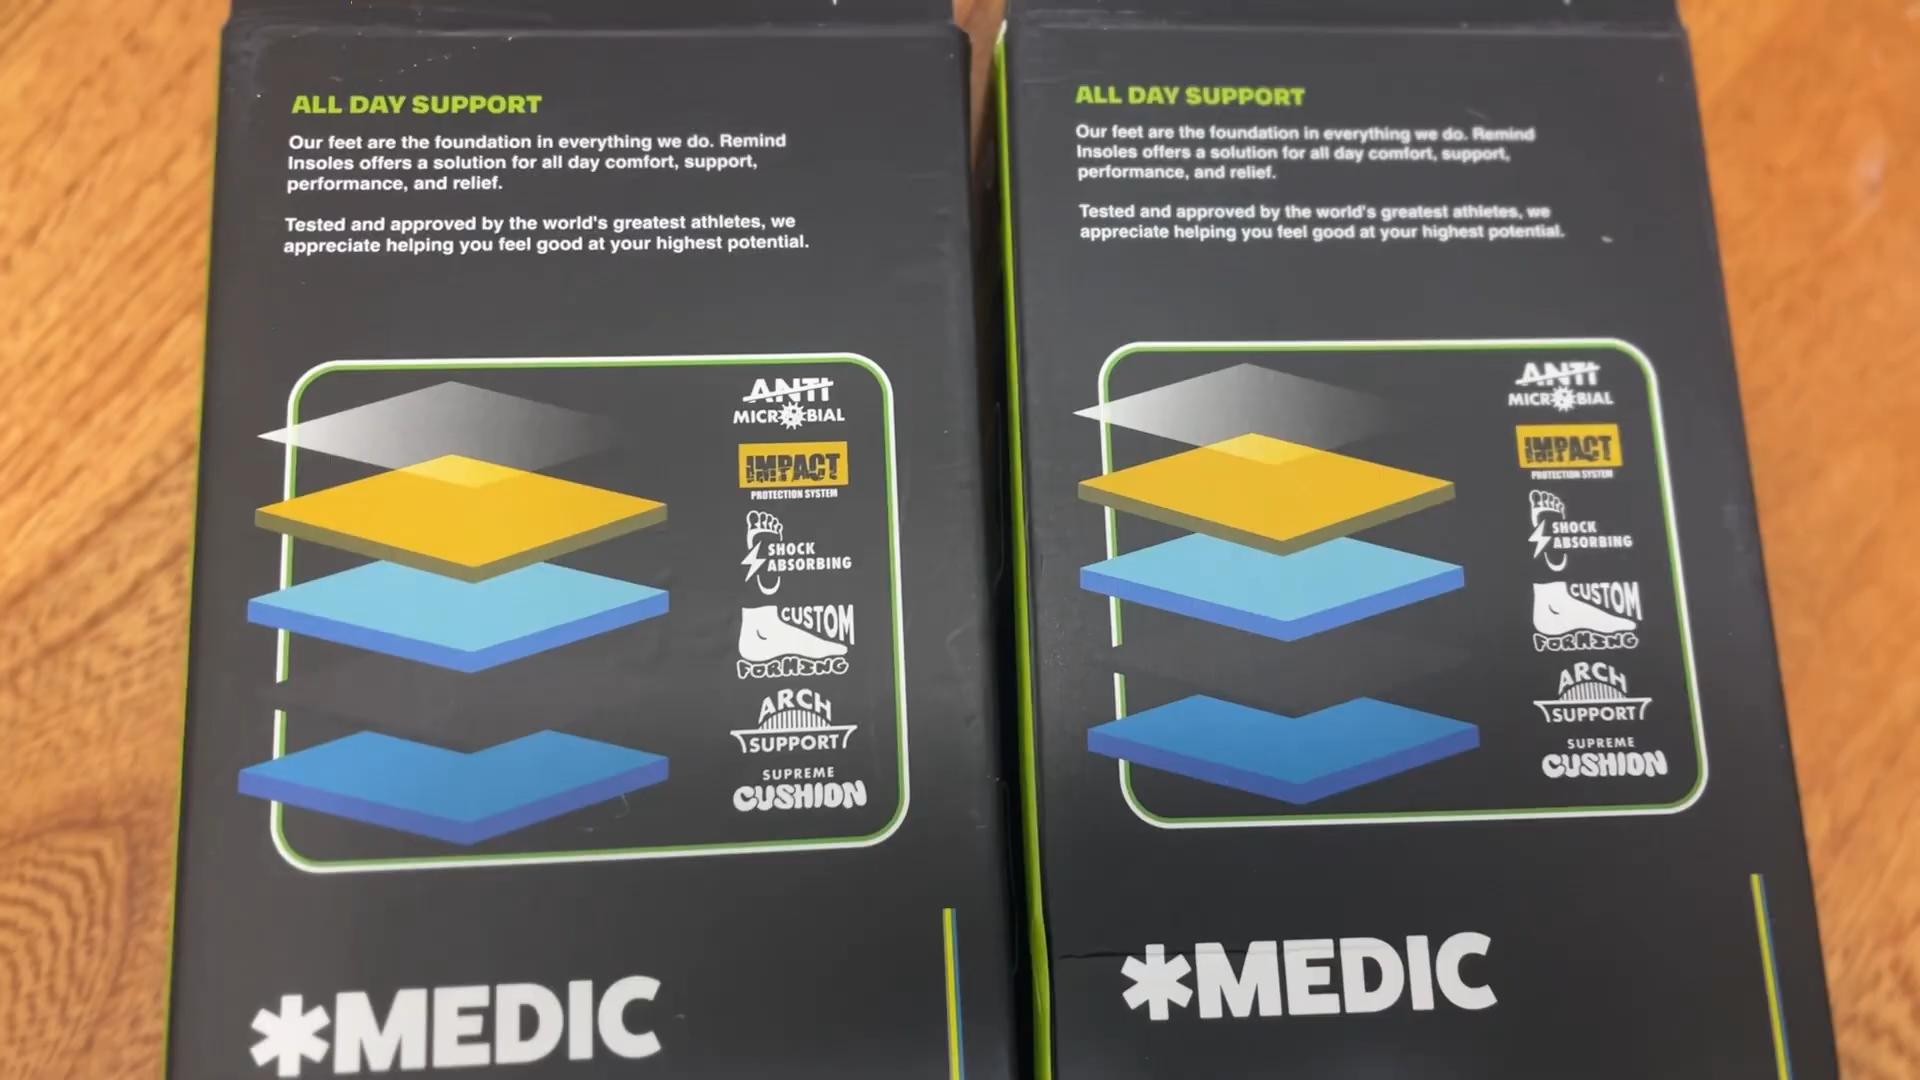 ALL DAY SUPPORT
Our feet are the foundation in everything we do. Remind
Insoles offers a solution for all day comfort, support,
performance, and relief.
Tested and approved by the world's greatest athletes, we
appreciate helping you feel good at your highest potential.
ANTI
MICROBIAL
IMPACT
PROTECTION SYSTEM
SHOCK
ABSORBING
CUSTOM
FORMING
ARCH
SUPPORT
SUPREME
CUSHION
*MEDIC
ALL DAY SUPPORT
Our feet are the foundation in everything we do. Remind
Insoles offers a solution for all day comfort, support,
performance, and relief.
Tested and approved by the world's greatest athletes, we
appreciate helping you feel good at your highest potential.
ANTI
MICROBIAL
IMPACT
PROTECTION SYSTEM
SHOCK
ABSORBING
CUSTOM
FORMING
ARCH
SUPPORT
SUPREME
CUSHION
*MEDIC